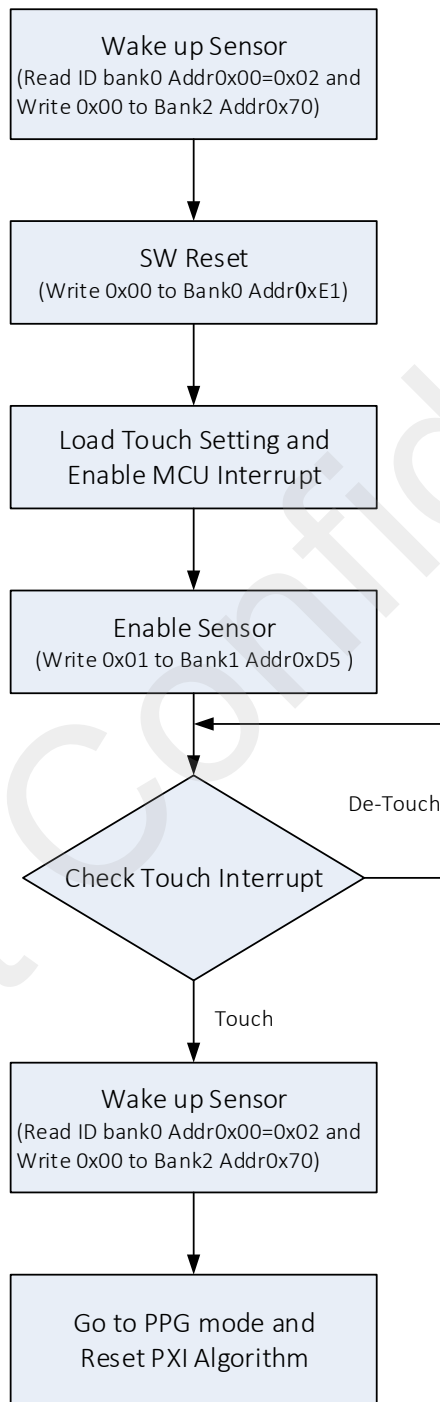 Wake up Sensor
(Read ID bank0 Addr0x00=0x02 and
Write 0x00 to Bank2 Addr0x70)
SW Reset
(Write 0x00 to Bank0 Addr0xE1)
Load Touch Setting and
Enable MCU Interrupt
Enable Sensor
(Write 0x01 to Bank1 Addr0xD5 )
De-Touch
Check Touch Interrupt
Touch
Wake up Sensor
(Read ID bank0 Addr0x00=0x02 and
Write 0x00 to Bank2 Addr0x70)
Go to PPG mode and
Reset PXI Algorithm